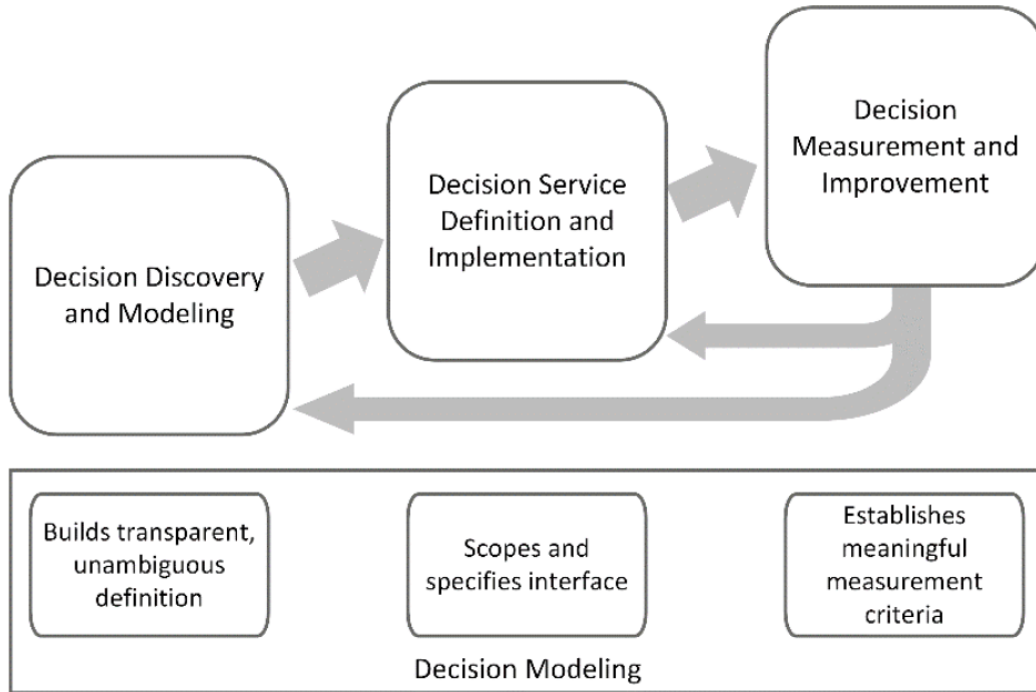 Decision Discovery
and Modeling
Decision Service
Definition and
Implementation
Decision
Measurement and
Improvement
Builds transparent,
unambiguous
definition
Scopes and
specifies interface
Establishes
meaningful
measurement
criteria
Decision Modeling